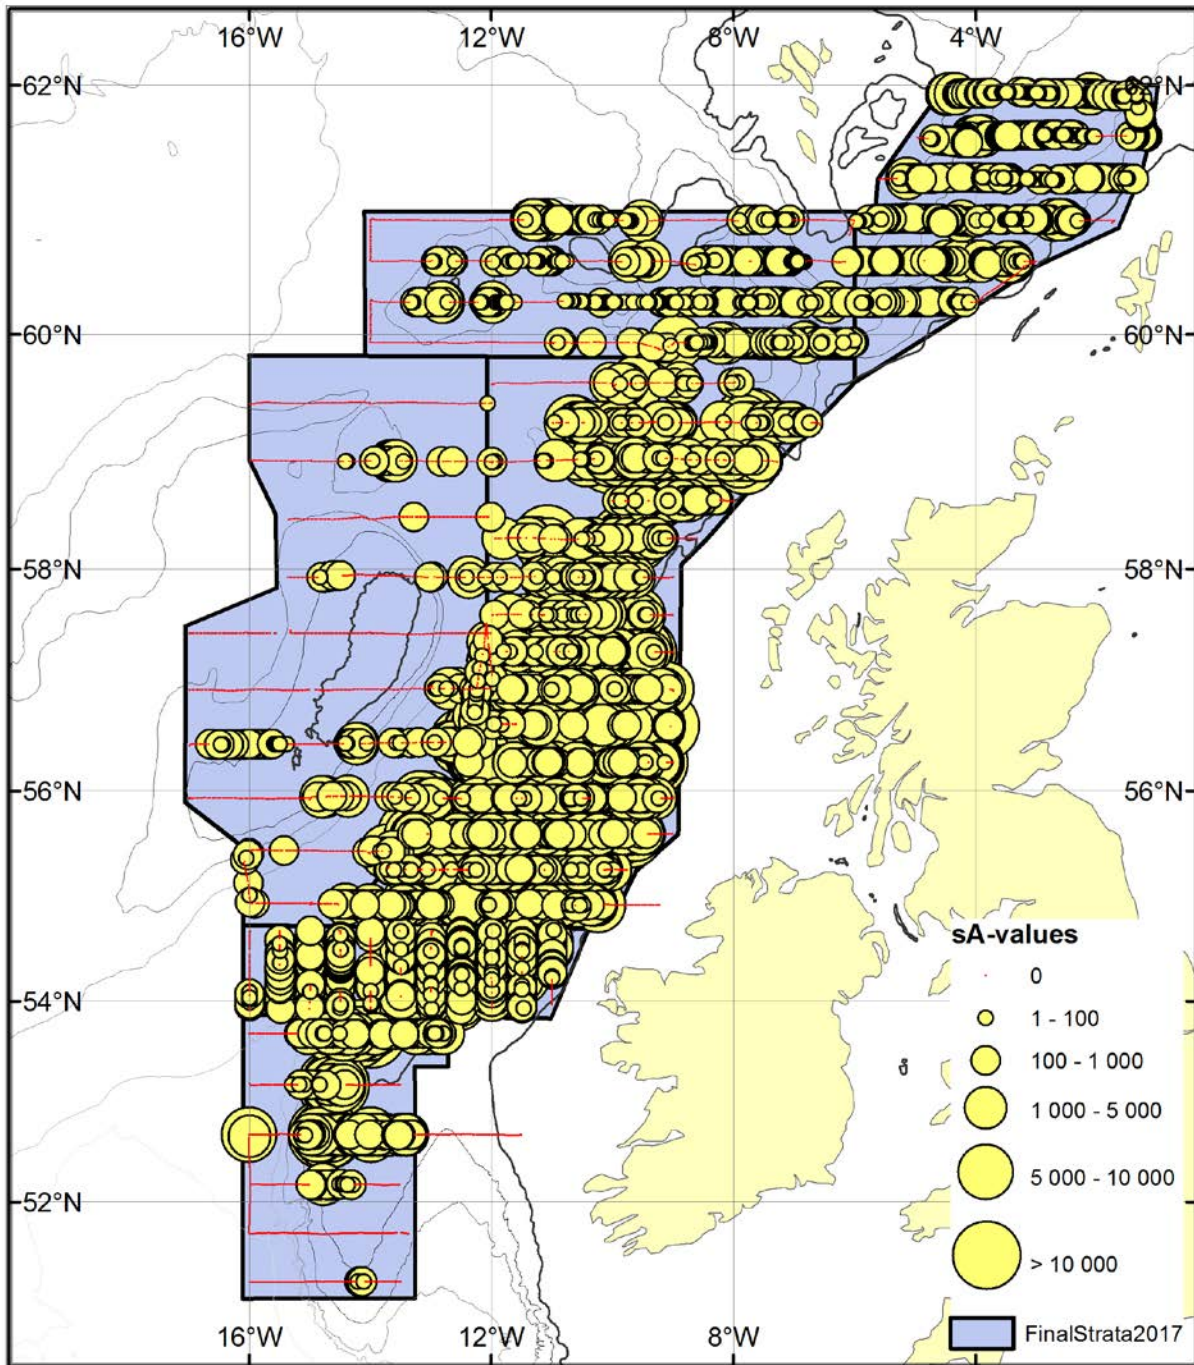 16°W 12°W 8°W 4°W
62°N 62°N
60°N 60°N
58°N 58°N
56°N 56°N
54°N
52°N
sA-values
0
1 - 100
100 - 1 000
1 000 - 5 000
5 000 - 10 000
> 10 000
FinalStrata2017
16°W 12°W 8°W